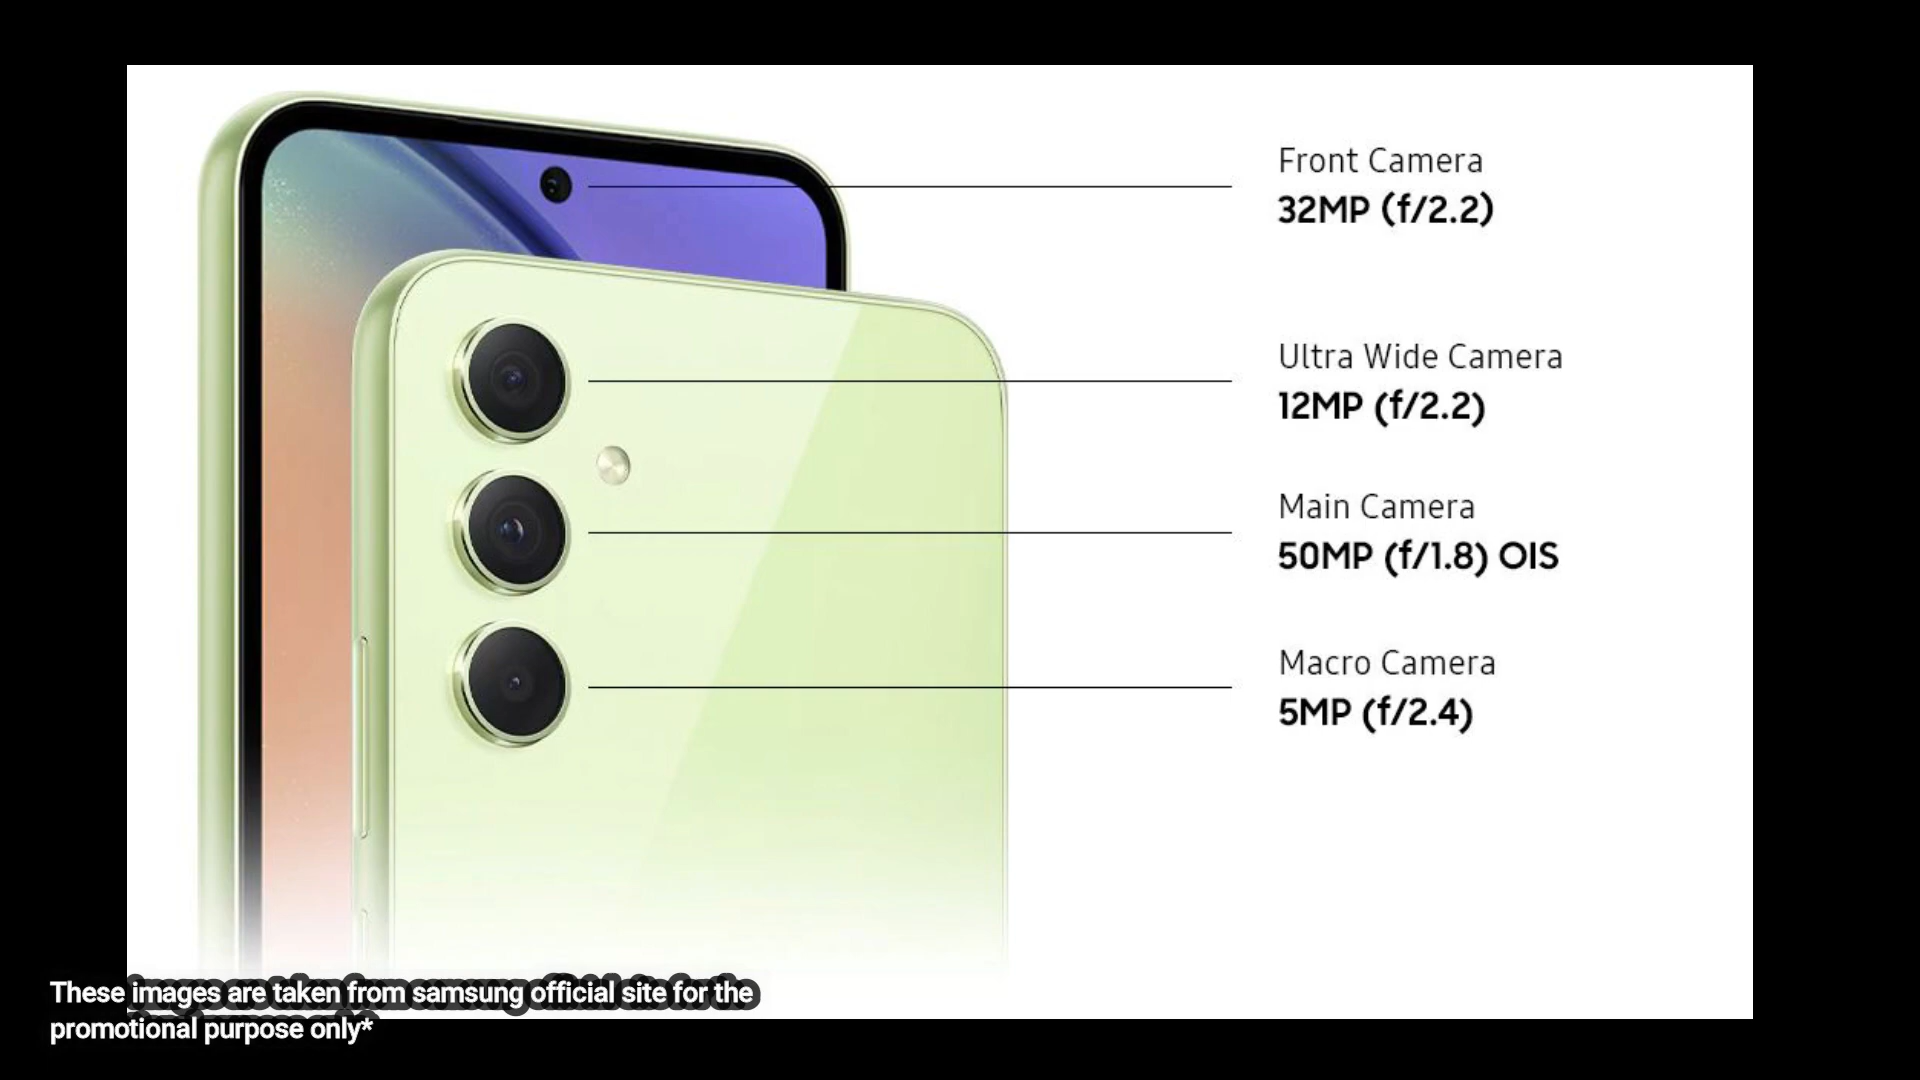 Front Camera
32MP (f/2.2)
Ultra Wide Camera
12MP (f/2.2)
Main Camera
50MP (f/1.8) OIS
Macro Camera
5MP (f/2.4)
These images are taken from samsung official site for the
promotional purpose only*